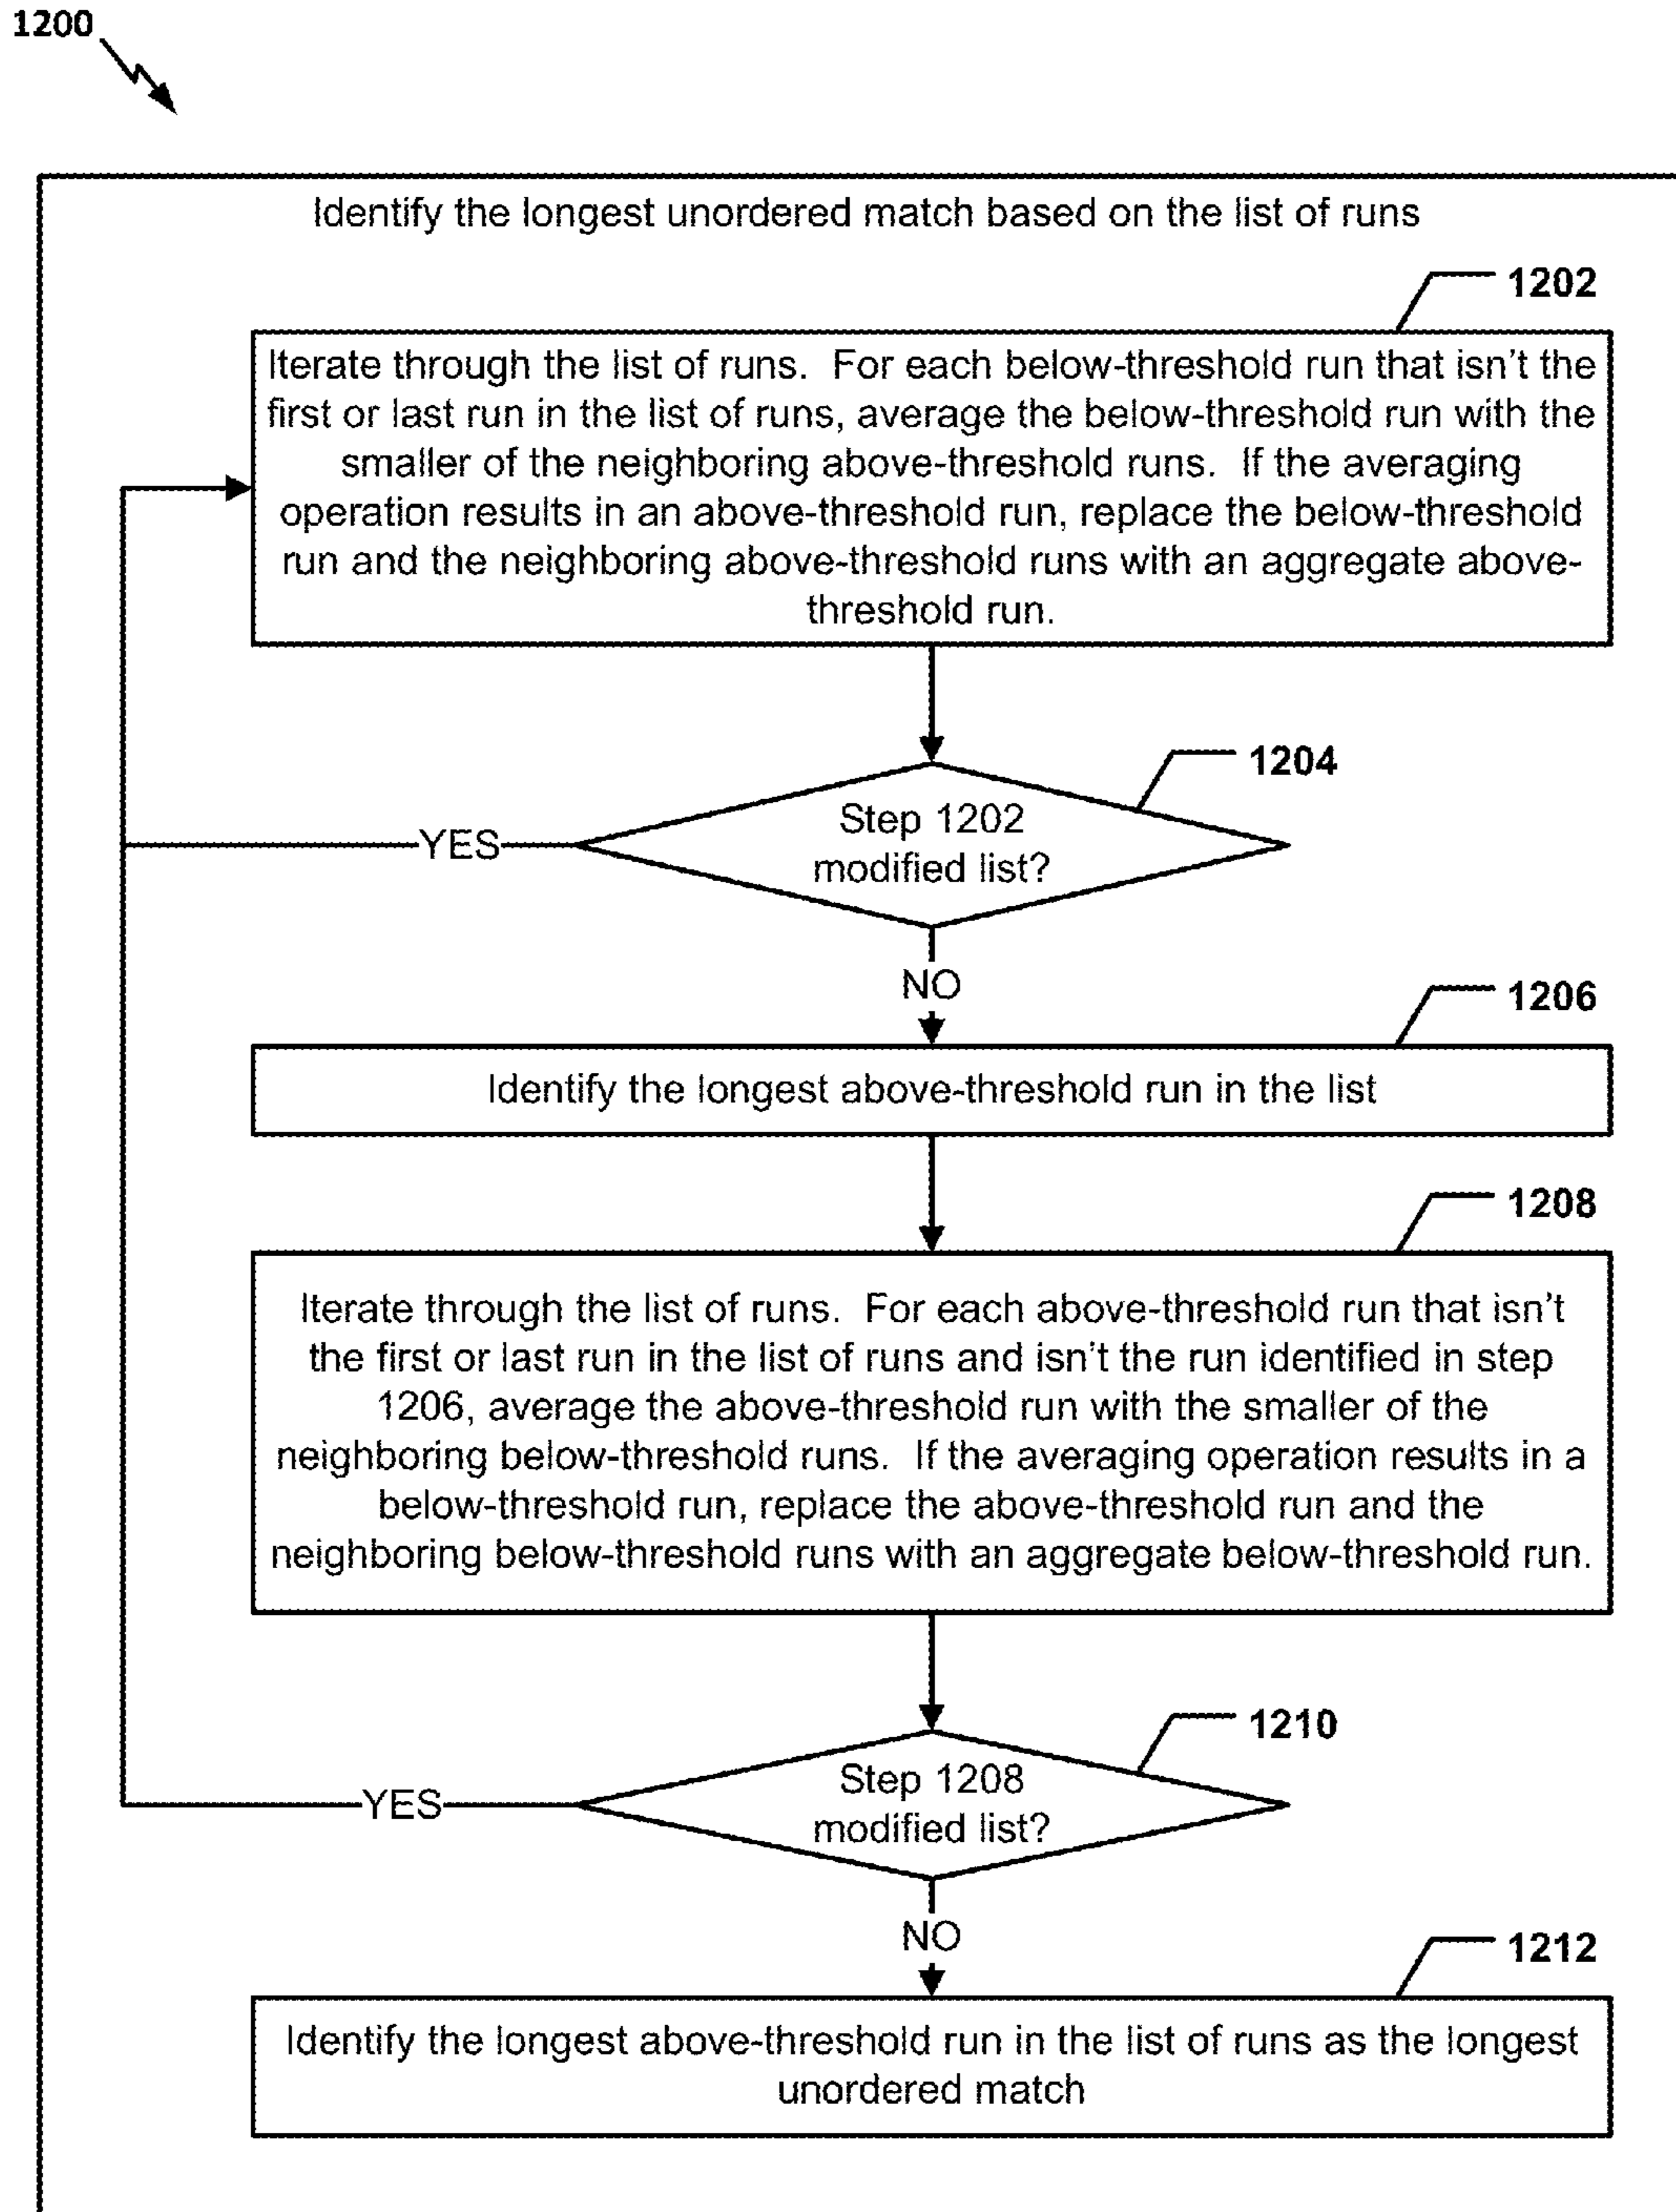 1200
Identify the longest unordered match based on the list of runs
1202
Iterate through the list of runs. For each below-threshold run that isn't the
first or last run in the list of runs, average the below-threshold run with the
smaller of the neighboring above-threshold runs. If the averaging
operation results in an above-threshold run, replace the below-threshold
run and the neighboring above-threshold runs with an aggregate above-
threshold run.
1204
Step 1202
modified list?
YES
NO
1206
Identify the longest above-threshold run in the list
1208
Iterate through the list of runs. For each above-threshold run that isn't
the first or last run in the list of runs and isn't the run identified in step
1206, average the above-threshold run with the smaller of the
neighboring below-threshold runs. If the averaging operation results in a
below-threshold run, replace the above-threshold run and the
neighboring below-threshold runs with an aggregate below-threshold run.
1210
Step 1208
modified list?
YES
NO
1212
Identify the longest above-threshold run in the list of runs as the longest
unordered match